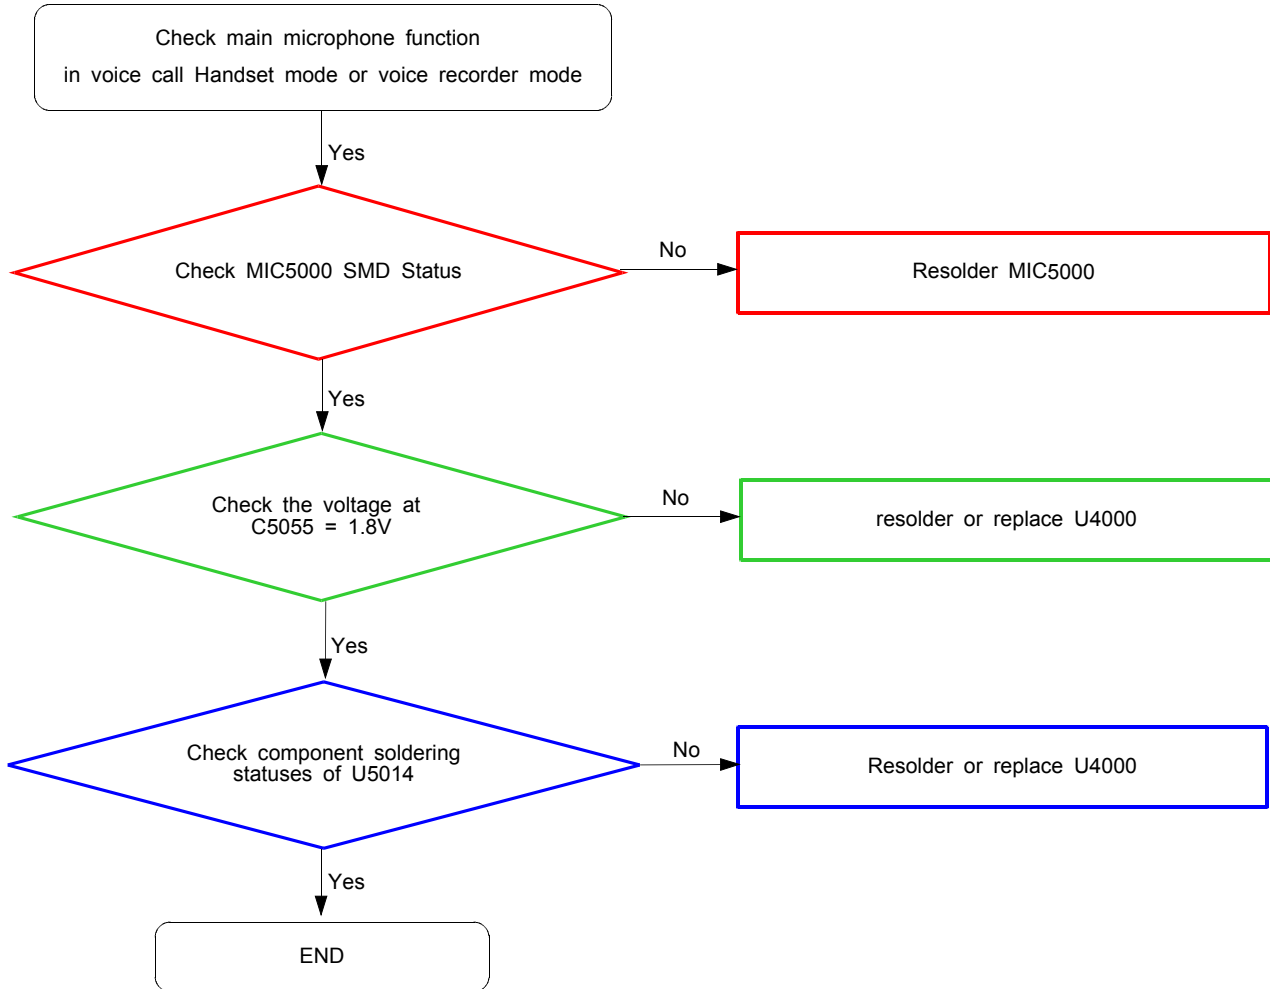 Check main microphone function
in voice call Handset mode or voice recorder mode
Yes
Check MIC5000 SMD Status
No
Resolder MIC5000
Yes
Check the voltage at
C5055 = 1.8V
No
resolder or replace U4000
Yes
Check component soldering
statuses of U5014
No
Resolder or replace U4000
Yes
END